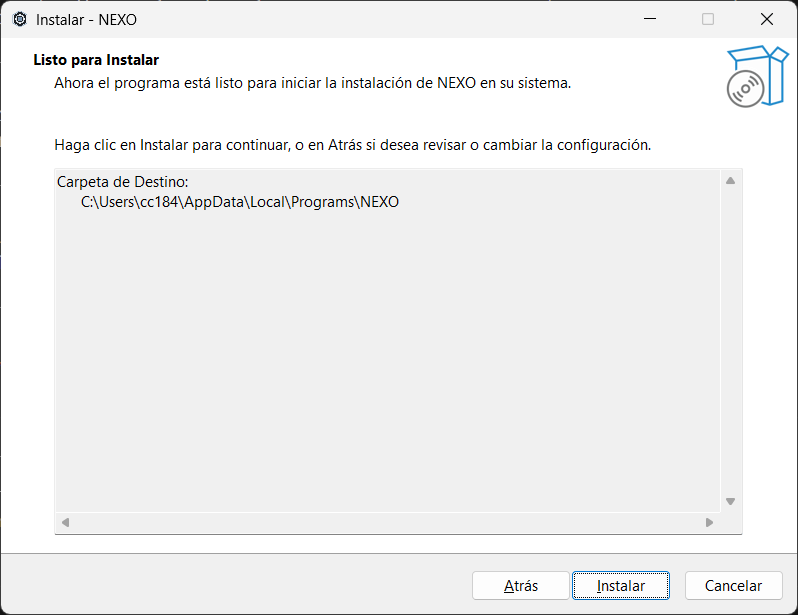 Instalar - NEXO
Listo para Instalar
Ahora el programa está listo para iniciar la instalación de NEXO en su sistema.
Haga clic en Instalar para continuar, o en Atrás si desea revisar o cambiar la configuración.
Carpeta de Destino:
C:\Users\cc184\AppData\Local\Programs\NEXO
Atrás
Instalar
Cancelar